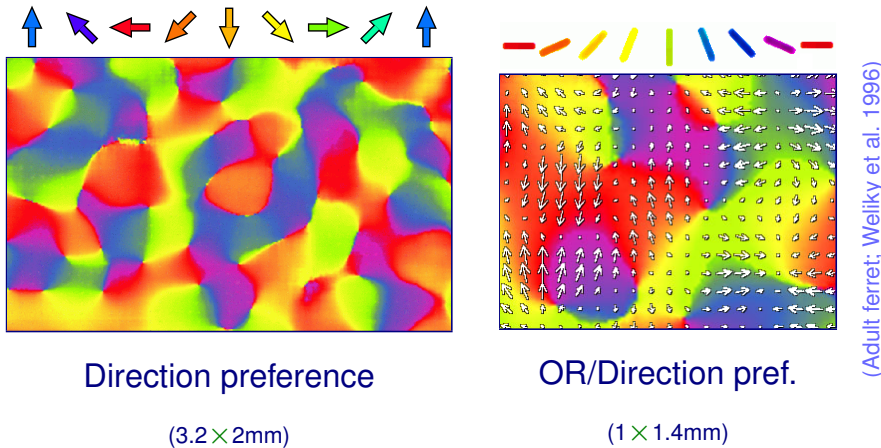 Direction preference
(3.2 × 2mm)
OR/Direction pref.
(1 × 1.4mm)
(Adult ferret; Weliky et al. 1996)